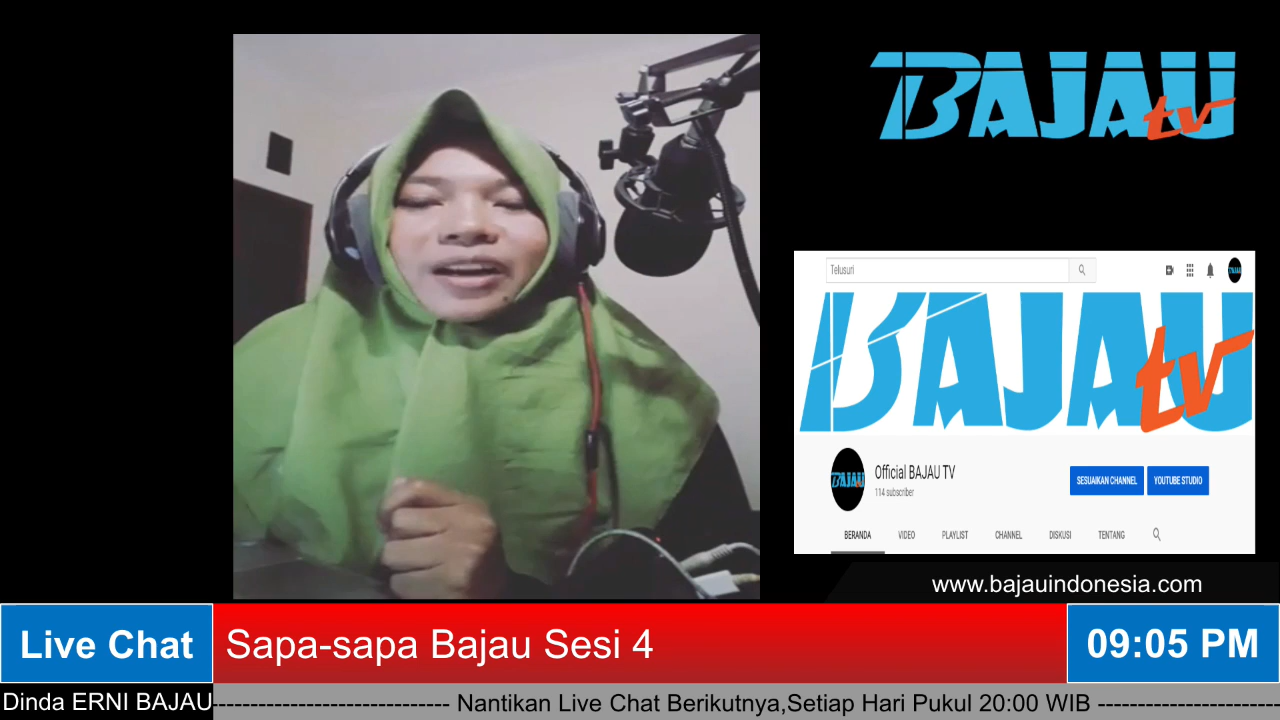 BAJAU tv
Telusuri
BAJAU
BAJAU tv
BAJAU
Official BAJAU TV
114 subscriber
SESUAIKAN CHANNEL
YOUTUBE STUDIO
BERANDA VIDEO PLAYLIST CHANNEL DISKUSI TENTANG
www.bajauindonesia.com
Live Chat
Sapa-sapa Bajau Sesi 4
09:05 PM
Dinda ERNI BAJAU
---------------------------- Nantikan Live Chat Berikutnya,Setiap Hari Pukul 20:00 WIB ---------------------